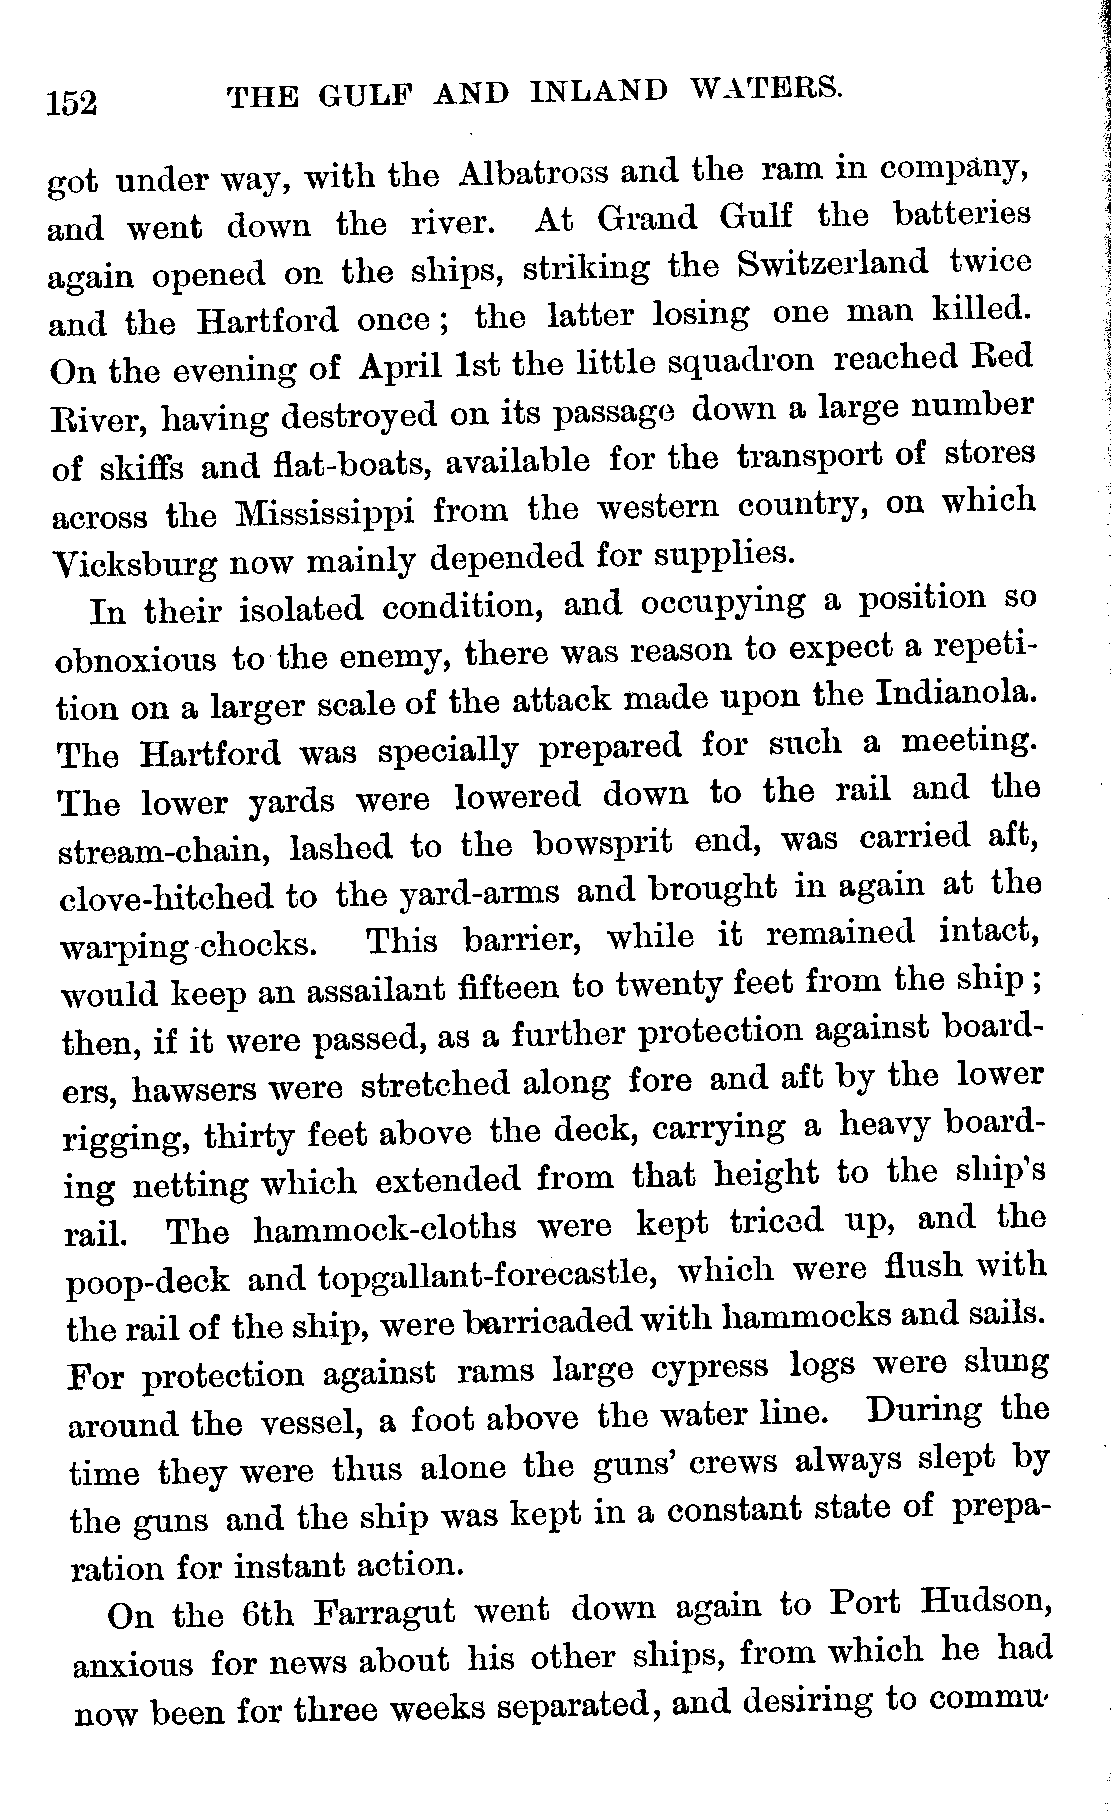 152 THE GULF AND INLAND WATERS.
got under way, with the Albatross and the ram in company,
and went down the river. At Grand Gulf the batteries
again opened on the ships, striking the Switzerland twice
and the Hartford once; the latter losing one man killed.
On the evening of April 1st the little squadron reached Red
River, having destroyed on its passage down a large number
of skiffs and flat-boats, available for the transport of stores
across the Mississippi from the western country, on which
Vicksburg now mainly depended for supplies.
In their isolated condition, and occupying a position so
obnoxious to the enemy, there was reason to expect a repeti-
tion on a larger scale of the attack made upon the Indianola.
The Hartford was specially prepared for such a meeting.
The lower yards were lowered down to the rail and the
stream-chain, lashed to the bowsprit end, was carried aft,
clove-hitched to the yard-arms and brought in again at the
warping-chocks. This barrier, while it remained intact,
would keep an assailant fifteen to twenty feet from the ship;
then, if it were passed, as a further protection against board-
ers, hawsers were stretched along fore and aft by the lower
rigging, thirty feet above the deck, carrying a heavy board-
ing netting which extended from that height to the ship's
rail. The hammock-cloths were kept triced up, and the
poop-deck and topgallant-forecastle, which were flush with
the rail of the ship, were barricaded with hammocks and sails.
For protection against rams large cypress logs were slung
around the vessel, a foot above the water line. During the
time they were thus alone the guns' crews always slept by
the guns and the ship was kept in a constant state of prepa-
ration for instant action.
On the 6th Farragut went down again to Port Hudson,
anxious for news about his other ships, from which he had
now been for three weeks separated, and desiring to commu-